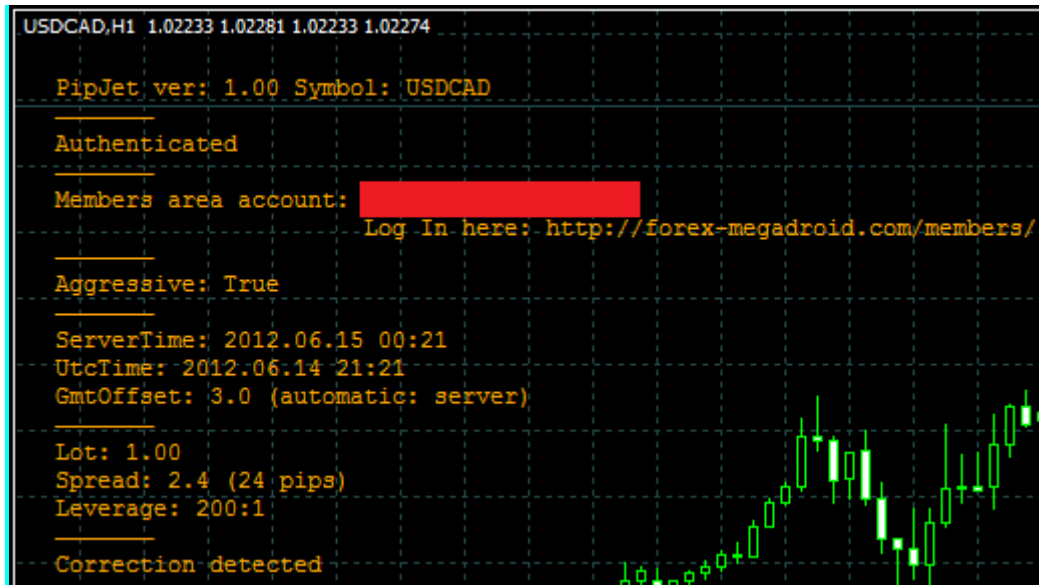 USDCAD,H1 1.02233 1.02281 1.02233 1.02274
PipJet ver: 1.00 Symbol: USDCAD
Authenticated
Members area account:
Log In here: http://forex-megadroid.com/members/
Aggressive: True
ServerTime: 2012.06.15 00:21
UtcTime: 2012.06.14 21:21
GmtOffset: 3.0 (automatic: server)
Lot: 1.00
Spread: 2.4 (24 pips)
Leverage: 200:1
Correction detected